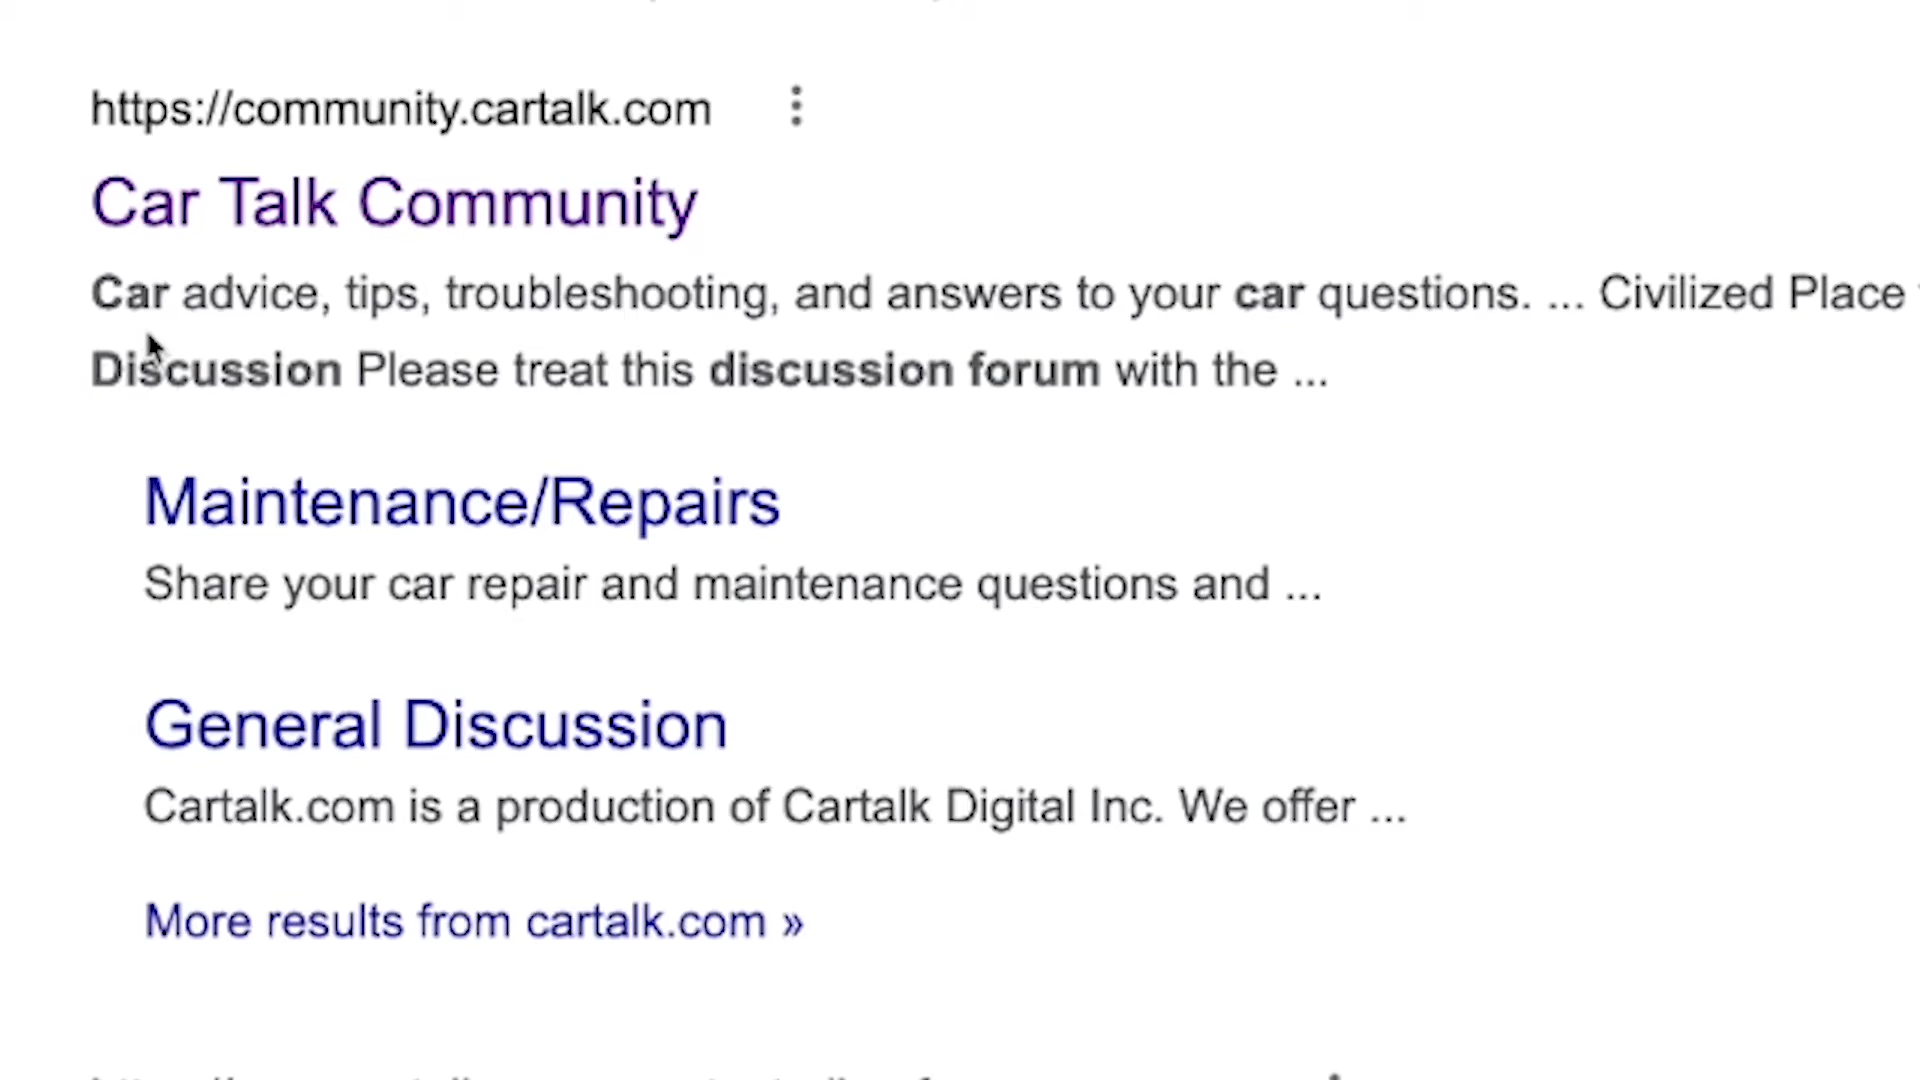 https://community.cartalk.com
Car Talk Community
Car advice, tips, troubleshooting, and answers to your car questions. ... Civilized Place
Discussion Please treat this discussion forum with the ...
Maintenance/Repairs
Share your car repair and maintenance questions and ...
General Discussion
Cartalk.com is a production of Cartalk Digital Inc. We offer ...
More results from cartalk.com »